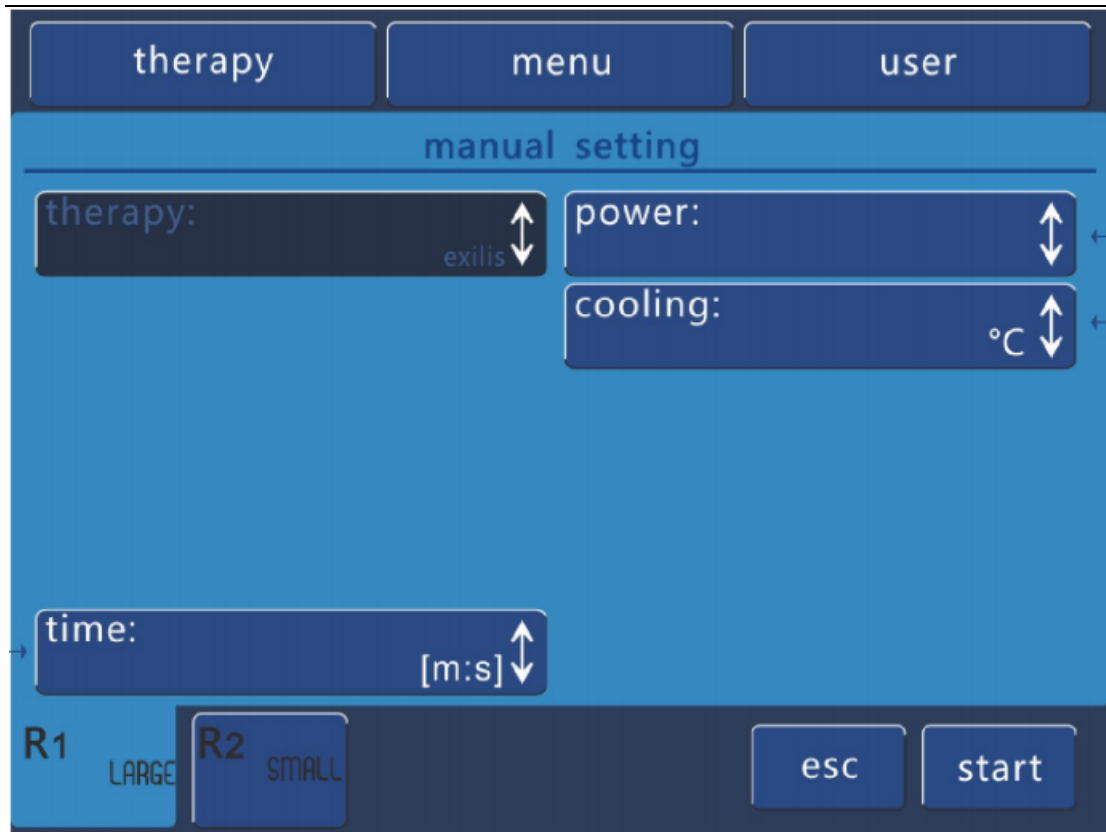 therapy menu user
manual setting
therapy:
exilis
power:
cooling:
°C
time:
[m:s]
R1 LARGE R2 SMALL
esc start